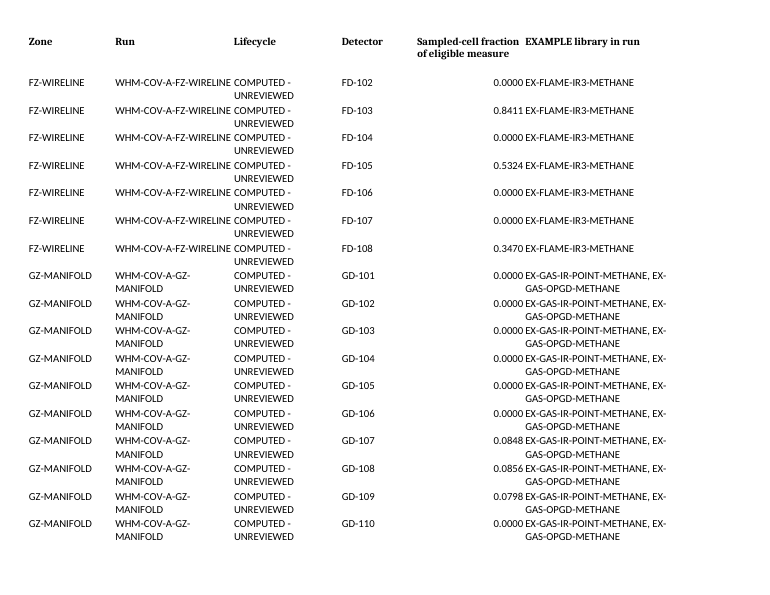 Zone Run Lifecycle Detector Sampled-cell fraction EXAMPLE library in run
of eligible measure
FZ-WIRELINE WHM-COV-A-FZ-WIRELINE COMPUTED - FD-102 0.0000 EX-FLAME-IR3-METHANE
UNREVIEWED
FZ-WIRELINE WHM-COV-A-FZ-WIRELINE COMPUTED - FD-103 0.8411 EX-FLAME-IR3-METHANE
UNREVIEWED
FZ-WIRELINE WHM-COV-A-FZ-WIRELINE COMPUTED - FD-104 0.0000 EX-FLAME-IR3-METHANE
UNREVIEWED
FZ-WIRELINE WHM-COV-A-FZ-WIRELINE COMPUTED - FD-105 0.5324 EX-FLAME-IR3-METHANE
UNREVIEWED
FZ-WIRELINE WHM-COV-A-FZ-WIRELINE COMPUTED - FD-106 0.0000 EX-FLAME-IR3-METHANE
UNREVIEWED
FZ-WIRELINE WHM-COV-A-FZ-WIRELINE COMPUTED - FD-107 0.0000 EX-FLAME-IR3-METHANE
UNREVIEWED
FZ-WIRELINE WHM-COV-A-FZ-WIRELINE COMPUTED - FD-108 0.3470 EX-FLAME-IR3-METHANE
UNREVIEWED
GZ-MANIFOLD WHM-COV-A-GZ- COMPUTED - GD-101 0.0000 EX-GAS-IR-POINT-METHANE, EX-
MANIFOLD UNREVIEWED GAS-OPGD-METHANE
GZ-MANIFOLD WHM-COV-A-GZ- COMPUTED - GD-102 0.0000 EX-GAS-IR-POINT-METHANE, EX-
MANIFOLD UNREVIEWED GAS-OPGD-METHANE
GZ-MANIFOLD WHM-COV-A-GZ- COMPUTED - GD-103 0.0000 EX-GAS-IR-POINT-METHANE, EX-
MANIFOLD UNREVIEWED GAS-OPGD-METHANE
GZ-MANIFOLD WHM-COV-A-GZ- COMPUTED - GD-104 0.0000 EX-GAS-IR-POINT-METHANE, EX-
MANIFOLD UNREVIEWED GAS-OPGD-METHANE
GZ-MANIFOLD WHM-COV-A-GZ- COMPUTED - GD-105 0.0000 EX-GAS-IR-POINT-METHANE, EX-
MANIFOLD UNREVIEWED GAS-OPGD-METHANE
GZ-MANIFOLD WHM-COV-A-GZ- COMPUTED - GD-106 0.0000 EX-GAS-IR-POINT-METHANE, EX-
MANIFOLD UNREVIEWED GAS-OPGD-METHANE
GZ-MANIFOLD WHM-COV-A-GZ- COMPUTED - GD-107 0.0848 EX-GAS-IR-POINT-METHANE, EX-
MANIFOLD UNREVIEWED GAS-OPGD-METHANE
GZ-MANIFOLD WHM-COV-A-GZ- COMPUTED - GD-108 0.0856 EX-GAS-IR-POINT-METHANE, EX-
MANIFOLD UNREVIEWED GAS-OPGD-METHANE
GZ-MANIFOLD WHM-COV-A-GZ- COMPUTED - GD-109 0.0798 EX-GAS-IR-POINT-METHANE, EX-
MANIFOLD UNREVIEWED GAS-OPGD-METHANE
GZ-MANIFOLD WHM-COV-A-GZ- COMPUTED - GD-110 0.0000 EX-GAS-IR-POINT-METHANE, EX-
MANIFOLD UNREVIEWED GAS-OPGD-METHANE